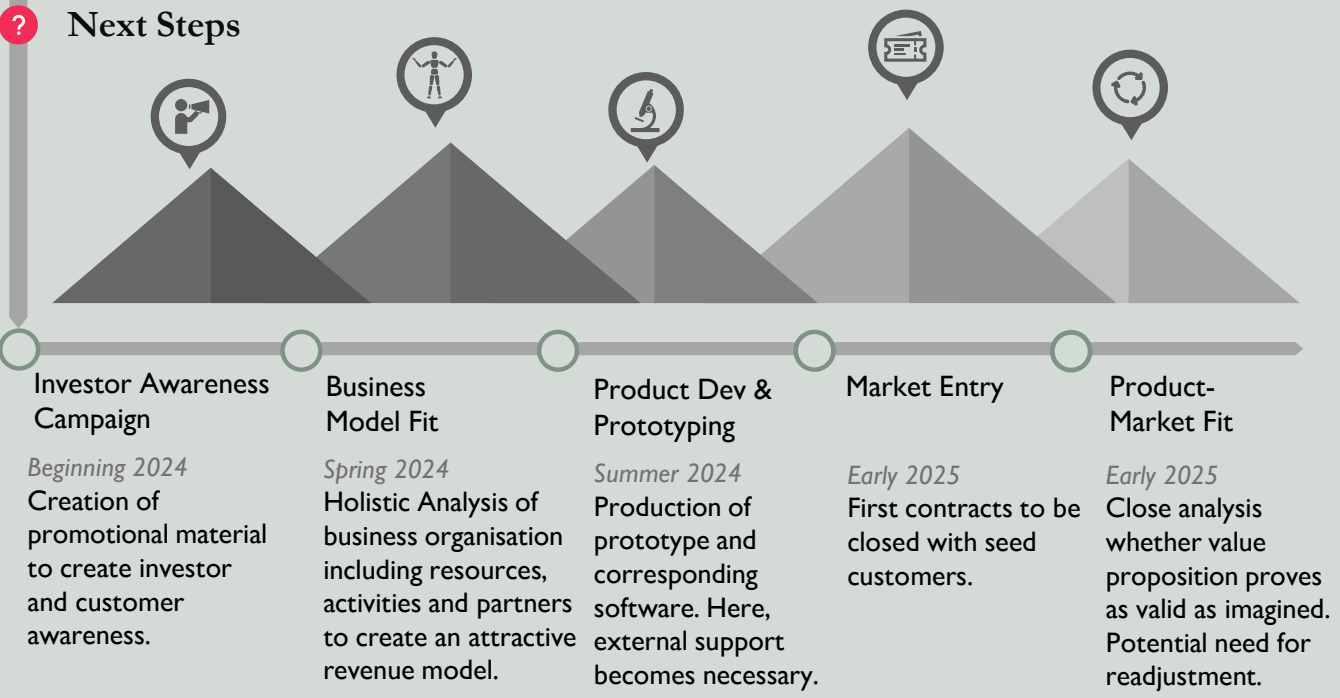 ?
Next Steps
Investor Awareness
Campaign
Beginning 2024
Creation of
promotional material
to create investor
and customer
awareness.
Business
Model Fit
Spring 2024
Holistic Analysis of
business organisation
including resources,
activities and partners
to create an attractive
revenue model.
Product Dev &
Prototyping
Summer 2024
Production of
prototype and
corresponding
software. Here,
external support
becomes necessary.
Market Entry
Early 2025
First contracts to be
closed with seed
customers.
Product-
Market Fit
Early 2025
Close analysis
whether value
proposition proves
as valid as imagined.
Potential need for
readjustment.